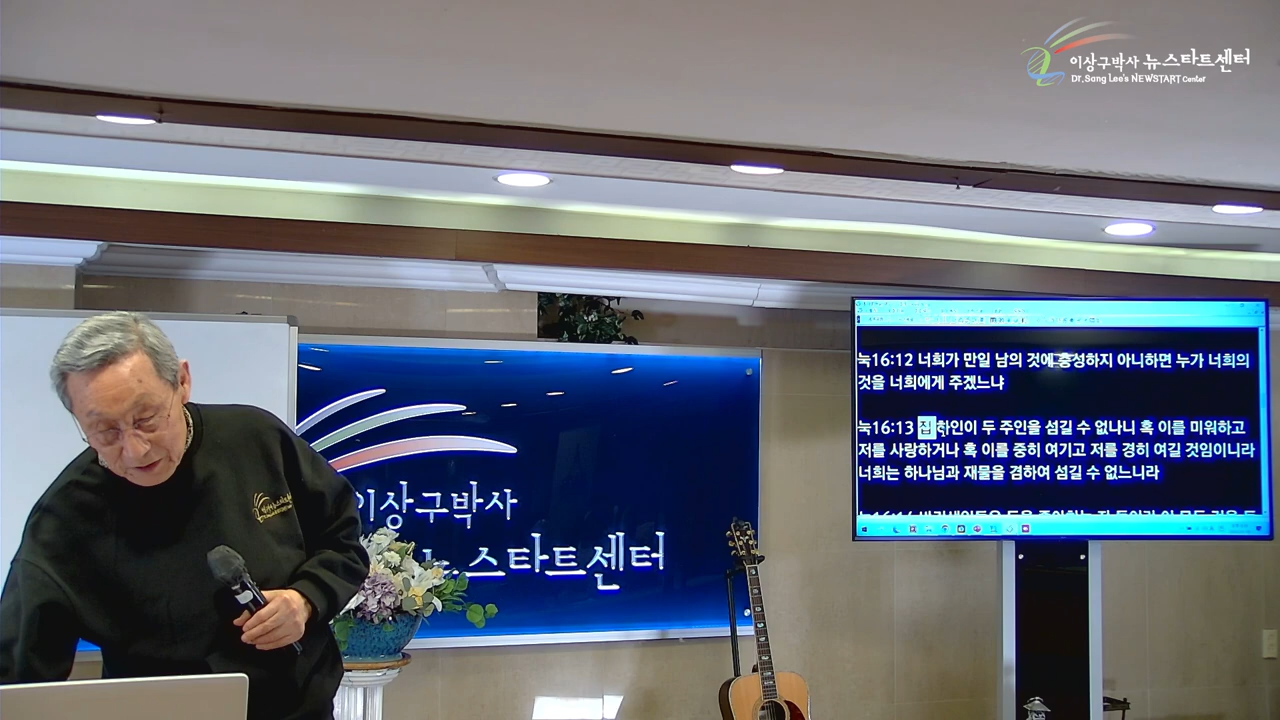 이상구박사 뉴스타트센터
Dr. Sang Lee's NEWSTART Center
이상구박사
뉴스타트센터
눅16:12 너희가 만일 남의 것에 충성하지 아니하면 누가 너희의
것을 너희에게 주겠느냐
눅16:13 집 하인이 두 주인을 섬길 수 없나니 혹 이를 미워하고
저를 사랑하거나 혹 이를 중히 여기고 저를 경히 여길 것임이니라
너희는 하나님과 재물을 겸하여 섬길 수 없느니라